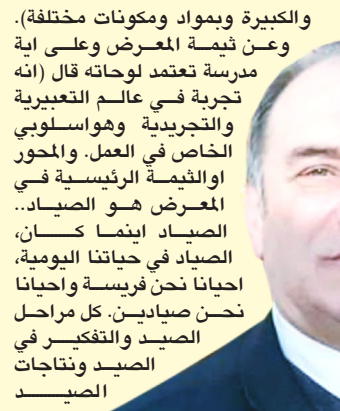 والكبيرة وبمواد ومكونات مختلفة).
وعن ثيمة المعرض وعلى اية
مدرسة تعتمد لوحاته قال (انه
تجربة في عالم التعبيرية
والتجريدية وهواسلوبي
الخاص في العمل. والمحور
اوالثيمة الرئيسية في
المعرض هو الصياد..
الصياد اينما كان،
الصياد في حياتنا اليومية،
احيانا نحن فريسة واحيانا
نحن صيادين. كل مراحل
الصيد والتفكير في
الصيد ونتاجات
الصيد